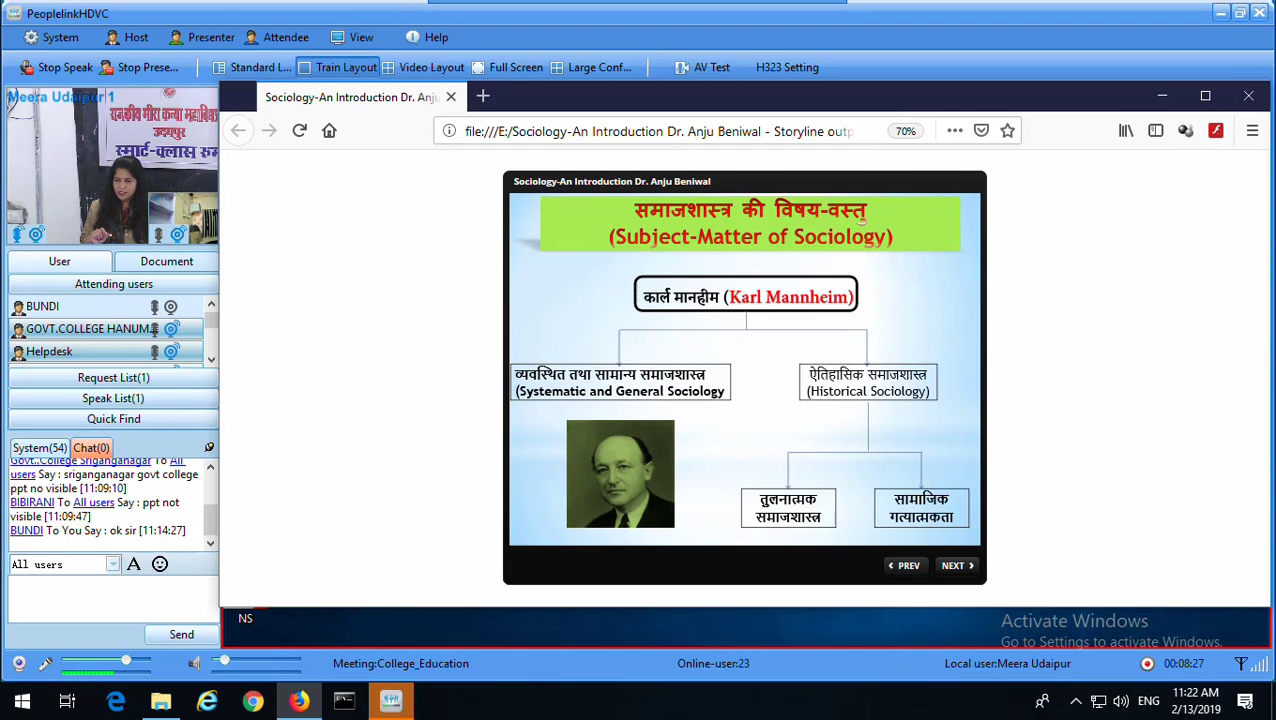 PeoplelinkHDVC
System Host Presenter Attendee View Help
Stop Speak Stop Prese... Standard L... Train Layout Video Layout Full Screen Large Conf... AV Test H323 Setting
Meera Udaipur 1
राजकीय मीरा कन्या महाविद्य
उदयपुर
स्मार्ट-क्लास रूम
User Document
Attending users
BUNDI
GOVT.COLLEGE HANUM...
Helpdesk
Request List(1)
Speak List(1)
Quick Find
System(54) Chat(0)
Govt..College Sriganganagar To All
users Say : sriganganagar govt college
ppt no visible [11:09:10]
BIBIRANI To All users Say : ppt not
visible [11:09:47]
BUNDI To You Say : ok sir [11:14:27]
All users A
Send
Sociology-An Introduction Dr. Anju
file:///E:/Sociology-An Introduction Dr. Anju Beniwal - Storyline outp 70%
Sociology-An Introduction Dr. Anju Beniwal
समाजशास्त्र की विषय-वस्तु
(Subject-Matter of Sociology)
कार्ल मानहीम (Karl Mannheim)
व्यवस्थित तथा सामान्य समाजशास्त्र
(Systematic and General Sociology
ऐतिहासिक समाजशास्त्र
(Historical Sociology)
तुलनात्मक
समाजशास्त्र
सामाजिक
गत्यात्मकता
PREV NEXT
NS
Activate Windows
Go to Settings to activate Windows.
Meeting:College_Education Online-user:23 Local user:Meera Udaipur 00:08:27
ENG
11:22 AM
2/13/2019